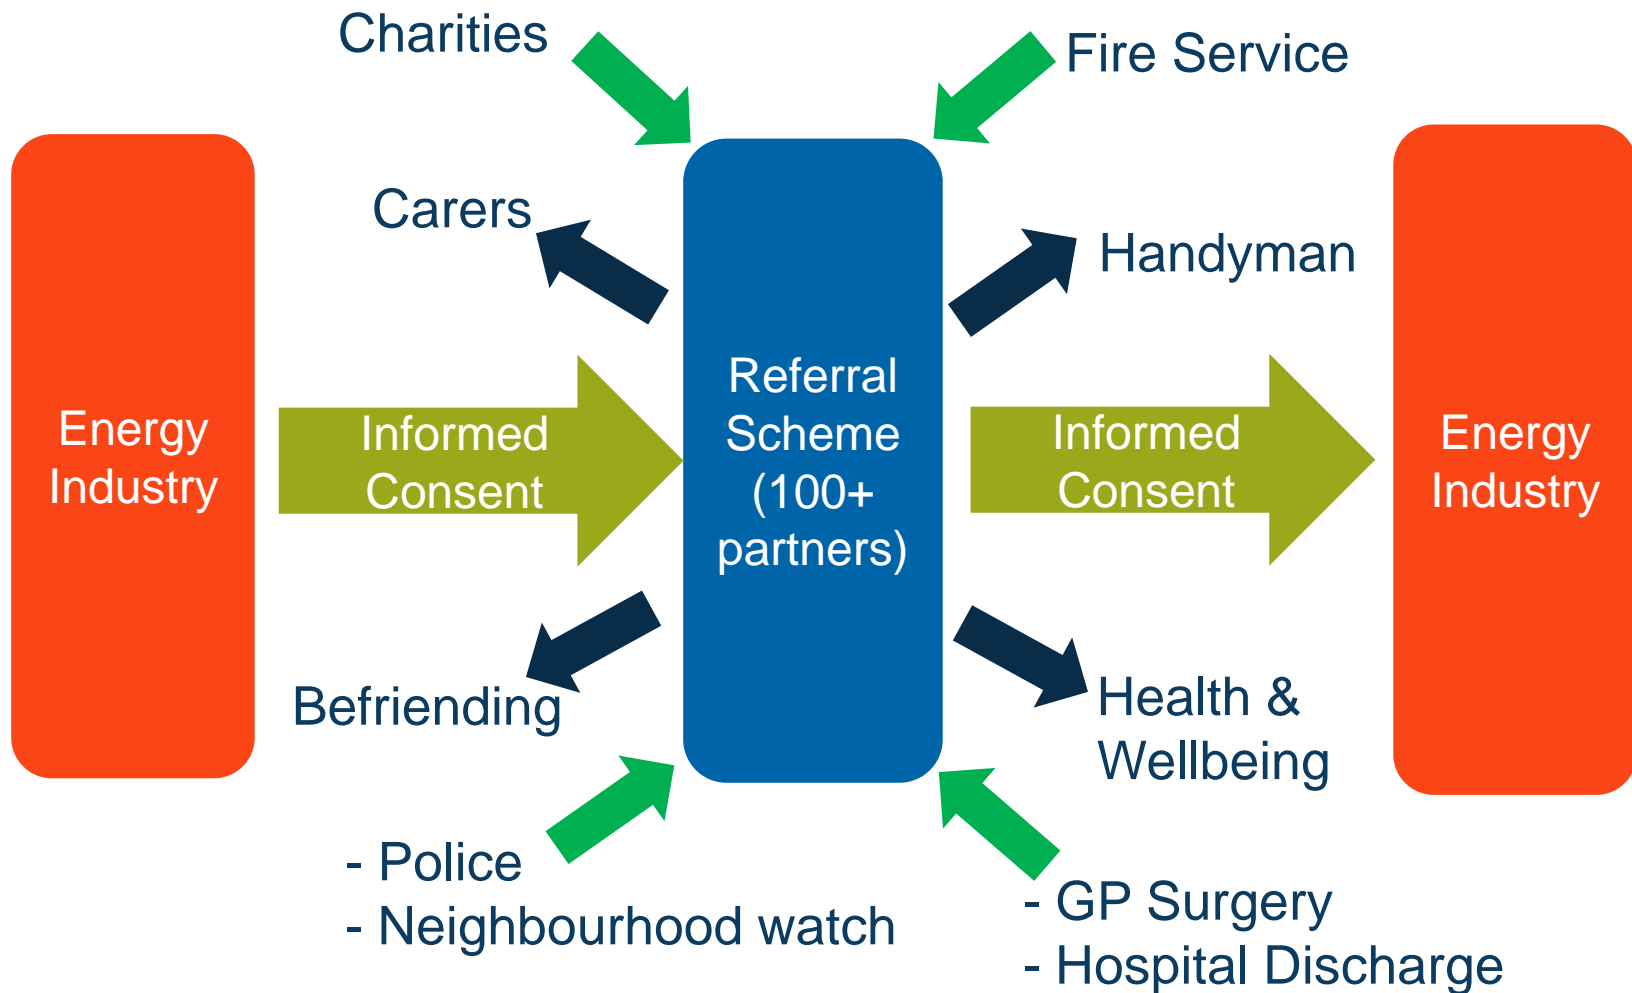 Charities
Fire Service
Carers
Handyman
Energy
Industry
Informed
Consent
Referral
Scheme
(100+
partners)
Informed
Consent
Energy
Industry
Befriending
Health &
Wellbeing
- Police
- Neighbourhood watch
- GP Surgery
- Hospital Discharge